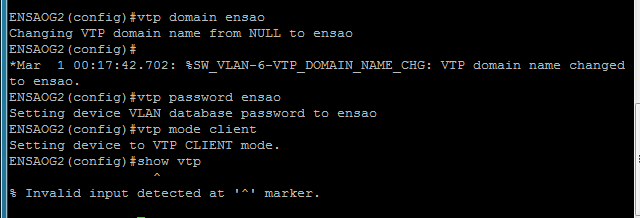 ENSAOG2(config)#vtp domain ensao
Changing VTP domain name from NULL to ensao
ENSAOG2(config)#
*Mar  1 00:17:42.702: %SW_VLAN-6-VTP_DOMAIN_NAME_CHG: VTP domain name changed
to ensao.
ENSAOG2(config)#vtp password ensao
Setting device VLAN database password to ensao
ENSAOG2(config)#vtp mode client
Setting device to VTP CLIENT mode.
ENSAOG2(config)#show vtp
^
% Invalid input detected at '^' marker.